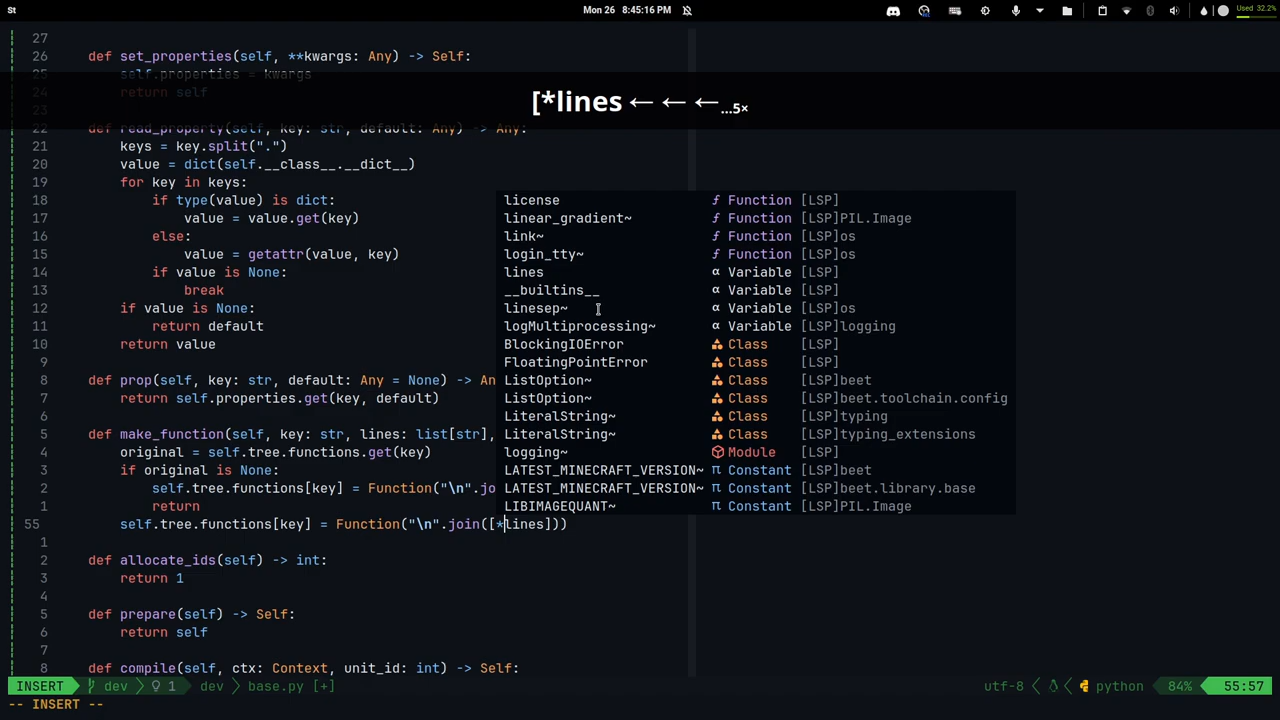 St Mon 26 8:45:16 PM Used 32.2%
27
26 def set_properties(self, **kwargs: Any) -> Self:
25 self.properties = kwargs
24 return self
[*lines←←←...5×
23
22 def read_property(self, key: str, default: Any) -> Any:
21 keys = key.split(".")
20 value = dict(self.__class__.__dict__)
19 for key in keys:
18 if type(value) is dict:
17 value = value.get(key)
16 else:
15 value = getattr(value, key)
14 if value is None:
13 break
12 if value is None:
11 return default
10 return value
9
8 def prop(self, key: str, default: Any = None) -> An
7 return self.properties.get(key, default)
6
5 def make_function(self, key: str, lines: list[str],
4 original = self.tree.functions.get(key)
3 if original is None:
2 self.tree.functions[key] = Function("\n".jo
1 return
55 self.tree.functions[key] = Function("\n".join([*lines]))
1
2 def allocate_ids(self) -> int:
3 return 1
4
5 def prepare(self) -> Self:
6 return self
7
8 def compile(self, ctx: Context, unit_id: int) -> Self:
license ƒ Function [LSP]
linear_gradient~ ƒ Function [LSP]PIL.Image
link~ ƒ Function [LSP]os
login_tty~ ƒ Function [LSP]os
lines α Variable [LSP]
__builtins__ α Variable [LSP]
linesep~ α Variable [LSP]os
logMultiprocessing~ α Variable [LSP]logging
BlockingIOError Class [LSP]
FloatingPointError Class [LSP]
ListOption~ Class [LSP]beet
ListOption~ Class [LSP]beet.toolchain.config
LiteralString~ Class [LSP]typing
LiteralString~ Class [LSP]typing_extensions
logging~ Module [LSP]
LATEST_MINECRAFT_VERSION~ π Constant [LSP]beet
LATEST_MINECRAFT_VERSION~ π Constant [LSP]beet.library.base
LIBIMAGEQUANT~ π Constant [LSP]PIL.Image
INSERT dev 1 dev base.py [+] utf-8 python 84% 55:57
-- INSERT --